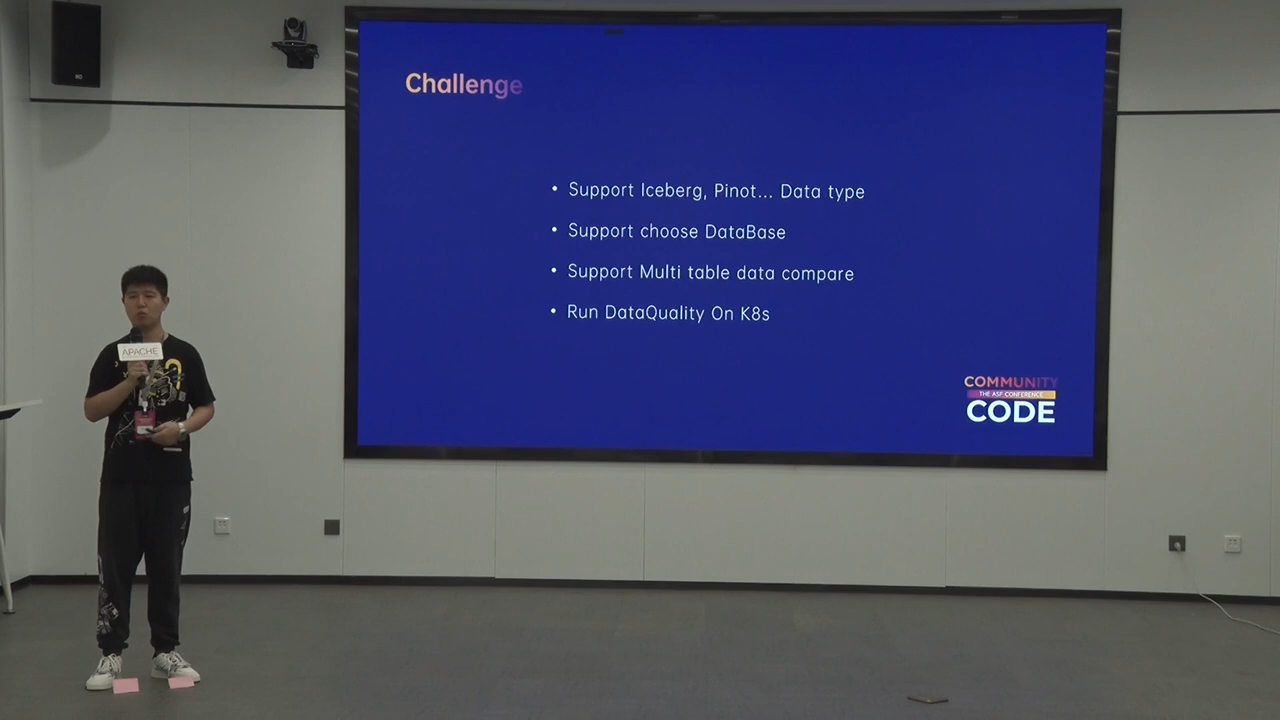 Challenge
• Support Iceberg, Pinot... Data type
• Support choose DataBase
• Support Multi table data compare
• Run DataQuality On K8s
COMMUNITY
THE ASF CONFERENCE
CODE
APACHE